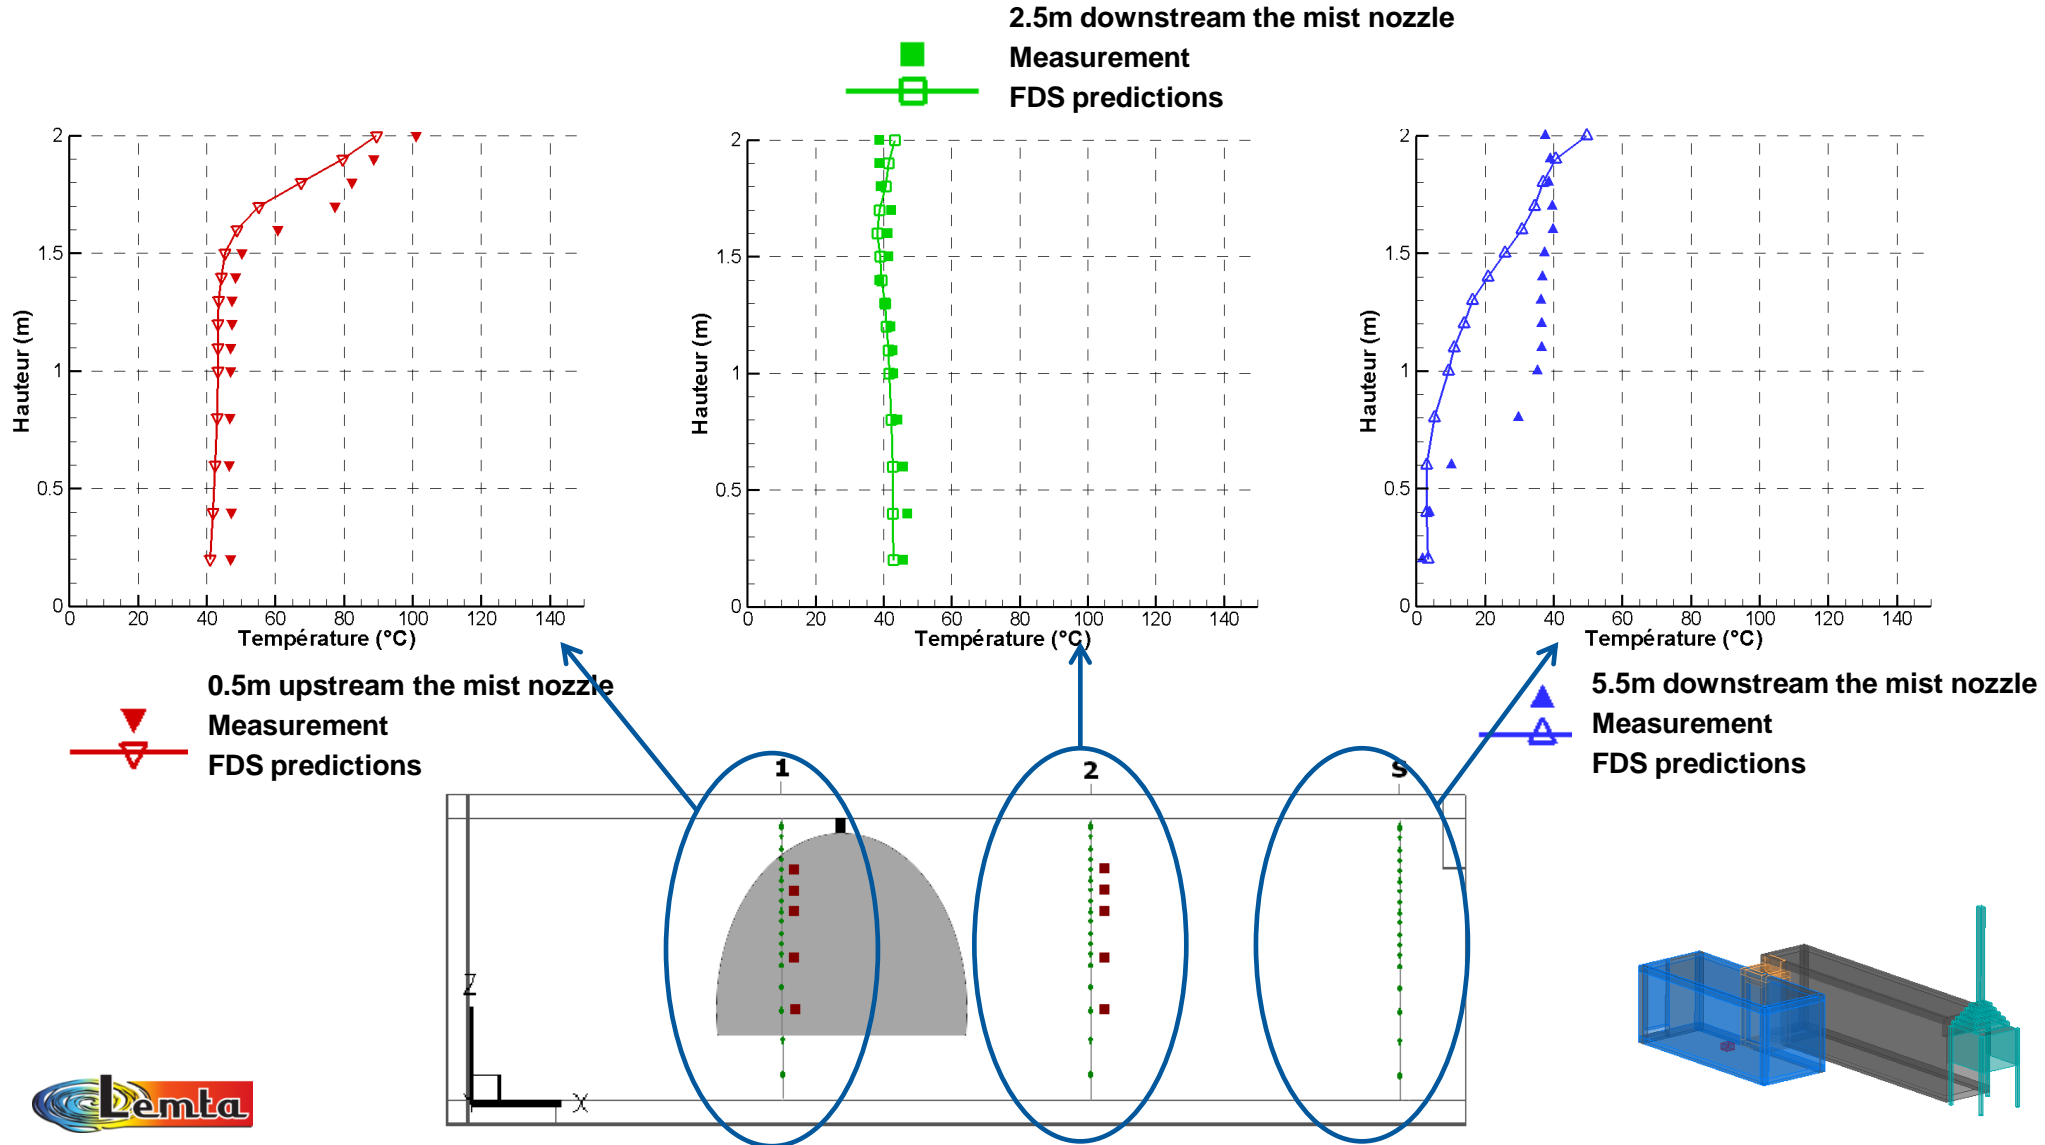 2.5m downstream the mist nozzle
Measurement
FDS predictions
2
1.5
1
0.5
0
Hauteur (m)
0 20 40 60 80 100 120 140
Température (°C)
2
1.5
1
0.5
0
Hauteur (m)
0 20 40 60 80 100 120 140
Température (°C)
2
1.5
1
0.5
0
Hauteur (m)
0 20 40 60 80 100 120 140
Température (°C)
0.5m upstream the mist nozzle
Measurement
FDS predictions
5.5m downstream the mist nozzle
Measurement
FDS predictions
1
2
S
Z
X
Lemta